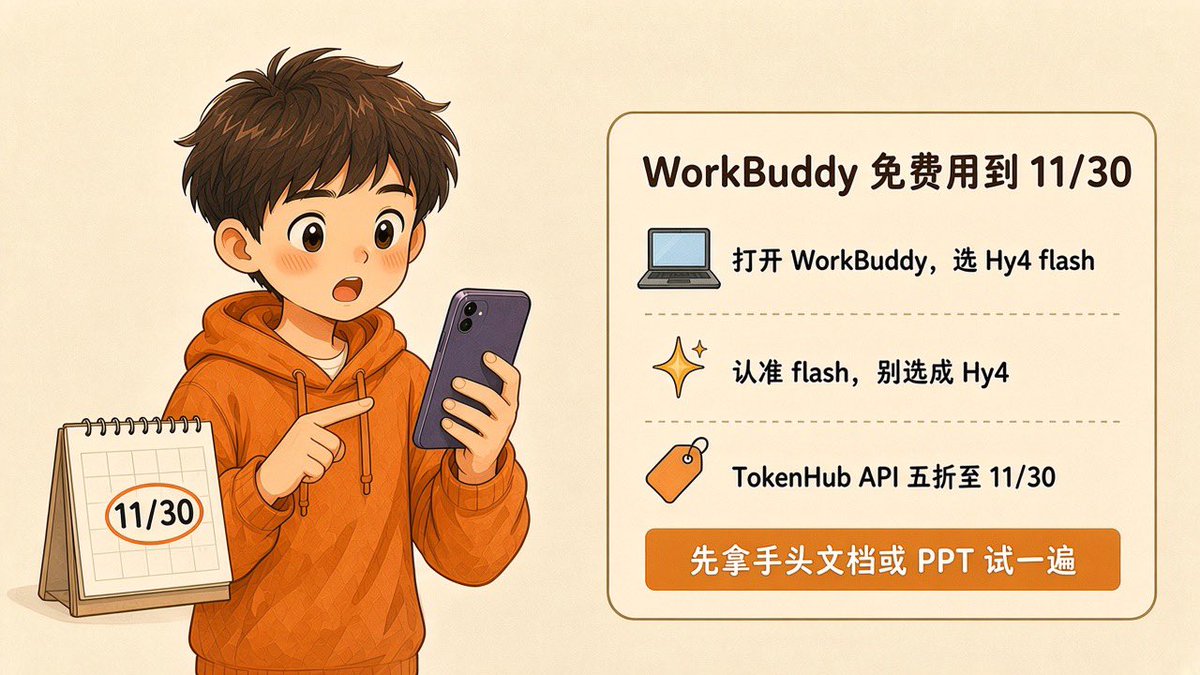 WorkBuddy 免费用到 11/30
打开 WorkBuddy，选 Hy4 flash
认准 flash，别选成 Hy4
TokenHub API 五折至 11/30
先拿手头文档或 PPT 试一遍
11/30